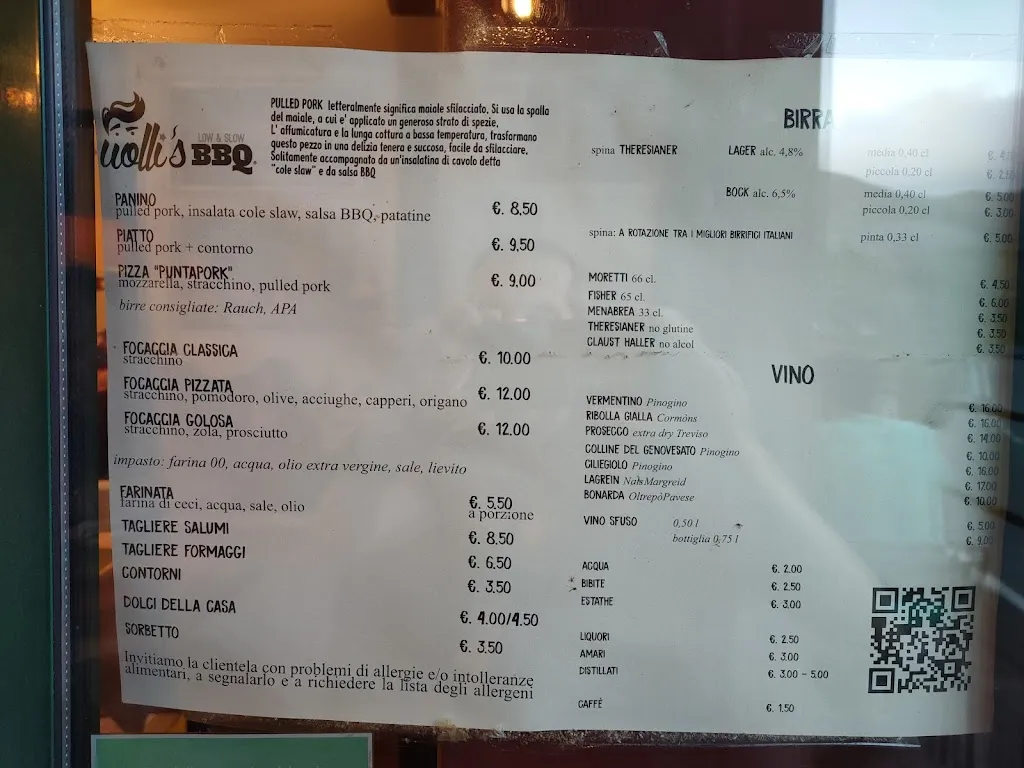 uolli's
LOW & SLOW
BBQ
PULLED PORK letteralmente significa maiale sfilacciato. Si usa la spalla
del maiale, a cui e' applicato un generoso strato di spezie.
L' affumicatura e la lunga cottura a bassa temperatura, trasformano
questo pezzo in una delizia tenera e succosa, facile da sfilacciare.
Solitamente accompagnato da un'insalatina di cavolo detta
"cole slaw" e da salsa BBQ
PANINO
pulled pork, insalata cole slaw, salsa BBQ, patatine €. 8,50
PIATTO
pulled pork + contorno €. 9,50
PIZZA "PUNTAPORK"
mozzarella, stracchino, pulled pork €. 9,00
birre consigliate: Rauch, APA
FOCACCIA CLASSICA €. 10.00
stracchino
FOCACCIA PIZZATA €. 12.00
stracchino, pomodoro, olive, acciughe, capperi, origano
FOCACCIA GOLOSA €. 12.00
stracchino, zola, prosciutto
impasto: farina 00, acqua, olio extra vergine, sale, lievito
FARINATA €. 5.50
farina di ceci, acqua, sale, olio a porzione
TAGLIERE SALUMI €. 8.50
TAGLIERE FORMAGGI €. 6.50
CONTORNI €. 3.50
DOLCI DELLA CASA €. 4.00/4.50
SORBETTO €. 3.50
Invitiamo la clientela con problemi di allergie e/o intolleranze
alimentari, a segnalarlo e a richiedere la lista degli allergeni
BIRRA
spina THERESIANER LAGER alc. 4,8% media 0,40 cl
piccola 0,20 cl
BOCK alc. 6,5% media 0,40 cl €. 5.00
piccola 0,20 cl €. 3.00
spina: A ROTAZIONE TRA I MIGLIORI BIRRIFICI ITALIANI pinta 0,33 cl €. 5.00
MORETTI 66 cl. €. 4.50
FISHER 65 cl. €. 6.00
MENABREA 33 cl. €. 3.50
THERESIANER no glutine €. 3.50
CLAUST HALLER no alcol €. 3.50
VINO
VERMENTINO Pinogino €. 16.00
RIBOLLA GIALLA Cormòns €. 16.00
PROSECCO extra dry Treviso €. 14.00
COLLINE DEL GENOVESATO Pinogino €. 10.00
CILIEGIOLO Pinogino €. 16.00
LAGREIN NalsMargreid €. 17.00
BONARDA OltrepòPavese €. 10.00
VINO SFUSO 0,50 l €. 5.00
bottiglia 0,75 l €. 9.00
ACQUA €. 2.00
BIBITE €. 2.50
ESTATHE €. 3.00
LIQUORI €. 2.50
AMARI €. 3.00
DISTILLATI €. 3.00 - 5.00
CAFFÈ €. 1.50